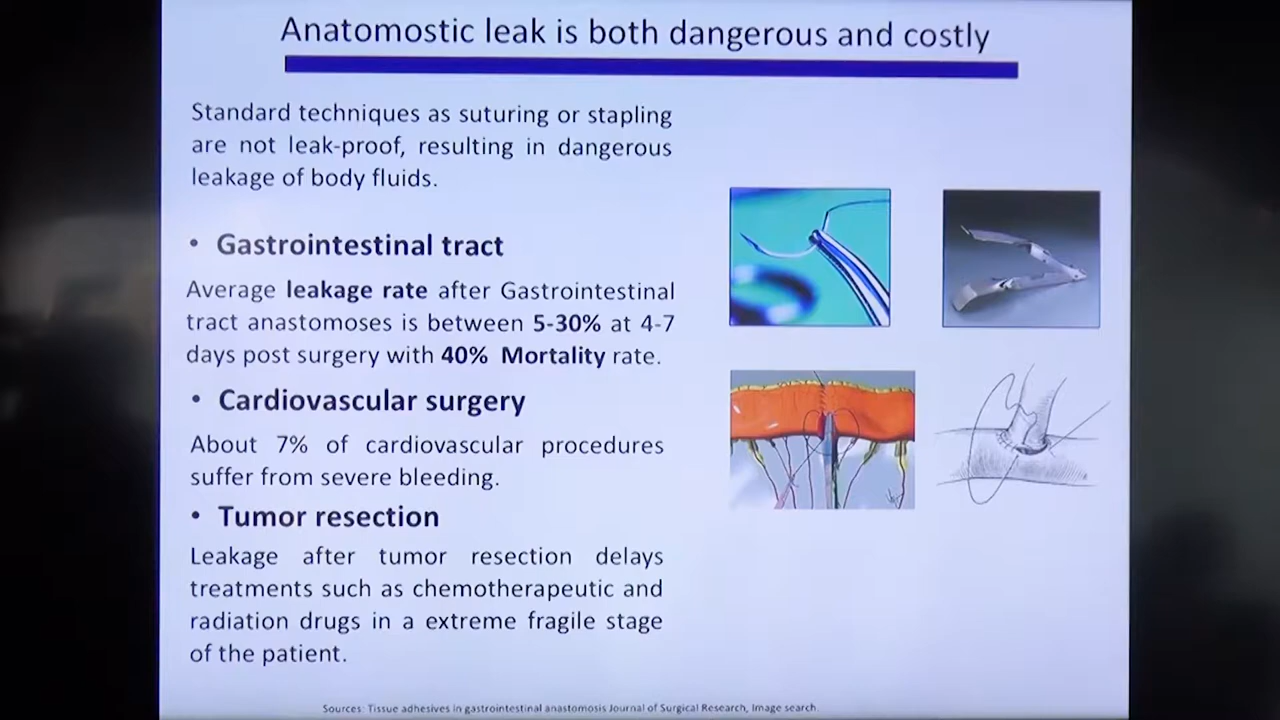 Anatomostic leak is both dangerous and costly
Standard techniques as suturing or stapling
are not leak-proof, resulting in dangerous
leakage of body fluids.
• Gastrointestinal tract
Average leakage rate after Gastrointestinal
tract anastomoses is between 5-30% at 4-7
days post surgery with 40% Mortality rate.
• Cardiovascular surgery
About 7% of cardiovascular procedures
suffer from severe bleeding.
• Tumor resection
Leakage after tumor resection delays
treatments such as chemotherapeutic and
radiation drugs in a extreme fragile stage
of the patient.
Sources: Tissue adhesives in gastrointestinal anastomosis Journal of Surgical Research, Image search.